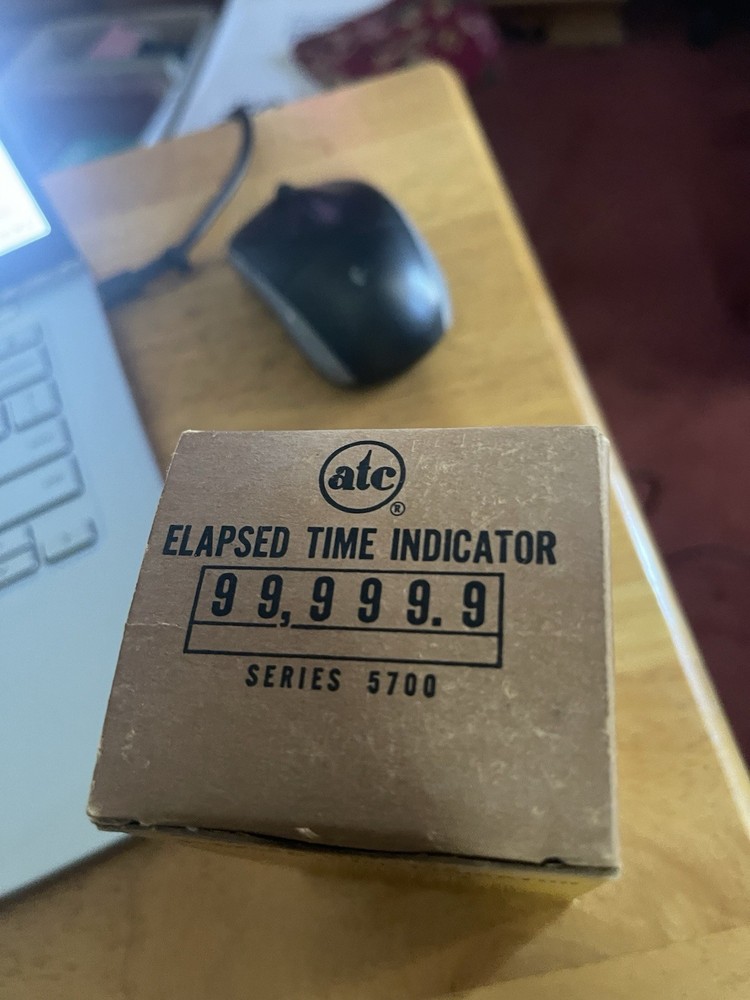 atc
®
ELAPSED TIME INDICATOR
99,999.9
SERIES 5700